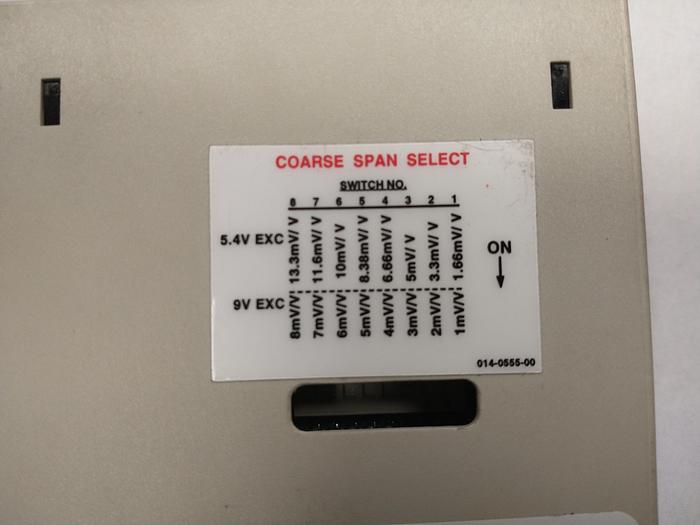 COARSE SPAN SELECT
SWITCH NO.
8 7 6 5 4 3 2 1
5.4V EXC 13.3mV/ V 11.6mV/ V 10mV/ V 8.38mV/ V 6.66mV/ V 5mV/ V 3.3mV/ V 1.66mV/ V
ON
9V EXC 8mV/V 7mV/V 6mV/V 5mV/V 4mV/V 3mV/V 2mV/V 1mV/V
014-0555-00